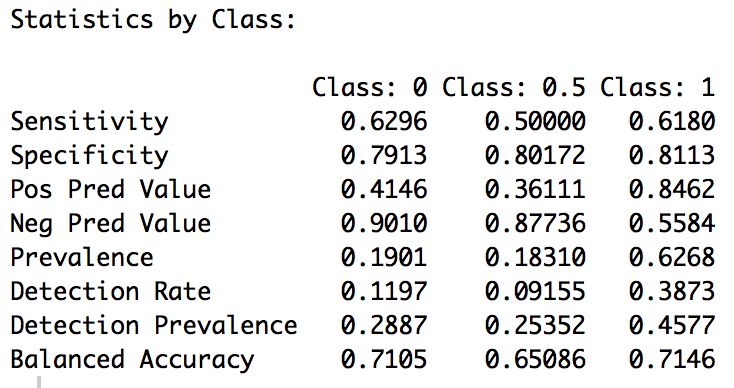 Statistics by Class:
Class: 0 Class: 0.5 Class: 1
Sensitivity 0.6296 0.50000 0.6180
Specificity 0.7913 0.80172 0.8113
Pos Pred Value 0.4146 0.36111 0.8462
Neg Pred Value 0.9010 0.87736 0.5584
Prevalence 0.1901 0.18310 0.6268
Detection Rate 0.1197 0.09155 0.3873
Detection Prevalence 0.2887 0.25352 0.4577
Balanced Accuracy 0.7105 0.65086 0.7146